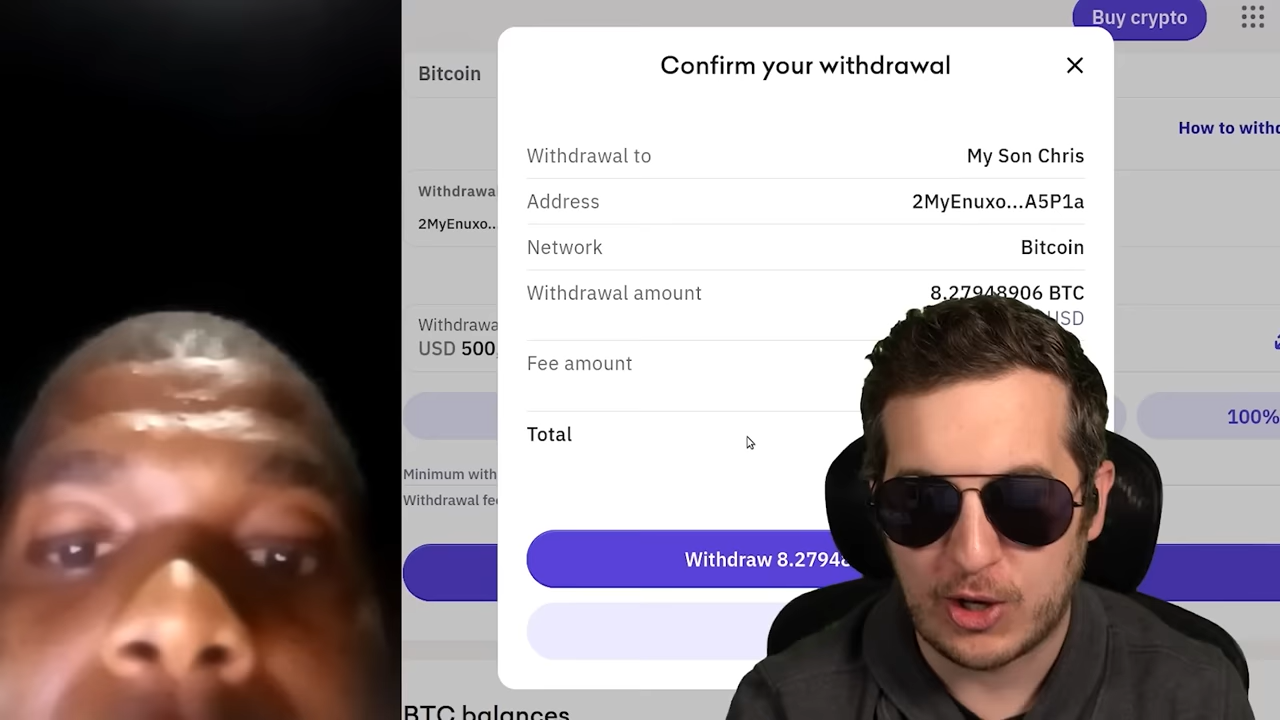 Buy crypto
Confirm your withdrawal
Bitcoin
How to withd
Withdrawal to
My Son Chris
Withdrawa
Address
2MyEnuxo...A5P1a
2MyEnuxo..
Network
Bitcoin
Withdrawal amount
8.27948906 BTC
USD
Withdrawa
USD 500,
Fee amount
100%
Total
Minimum with
Withdrawal fee
Withdraw 8.2794
BTC balances